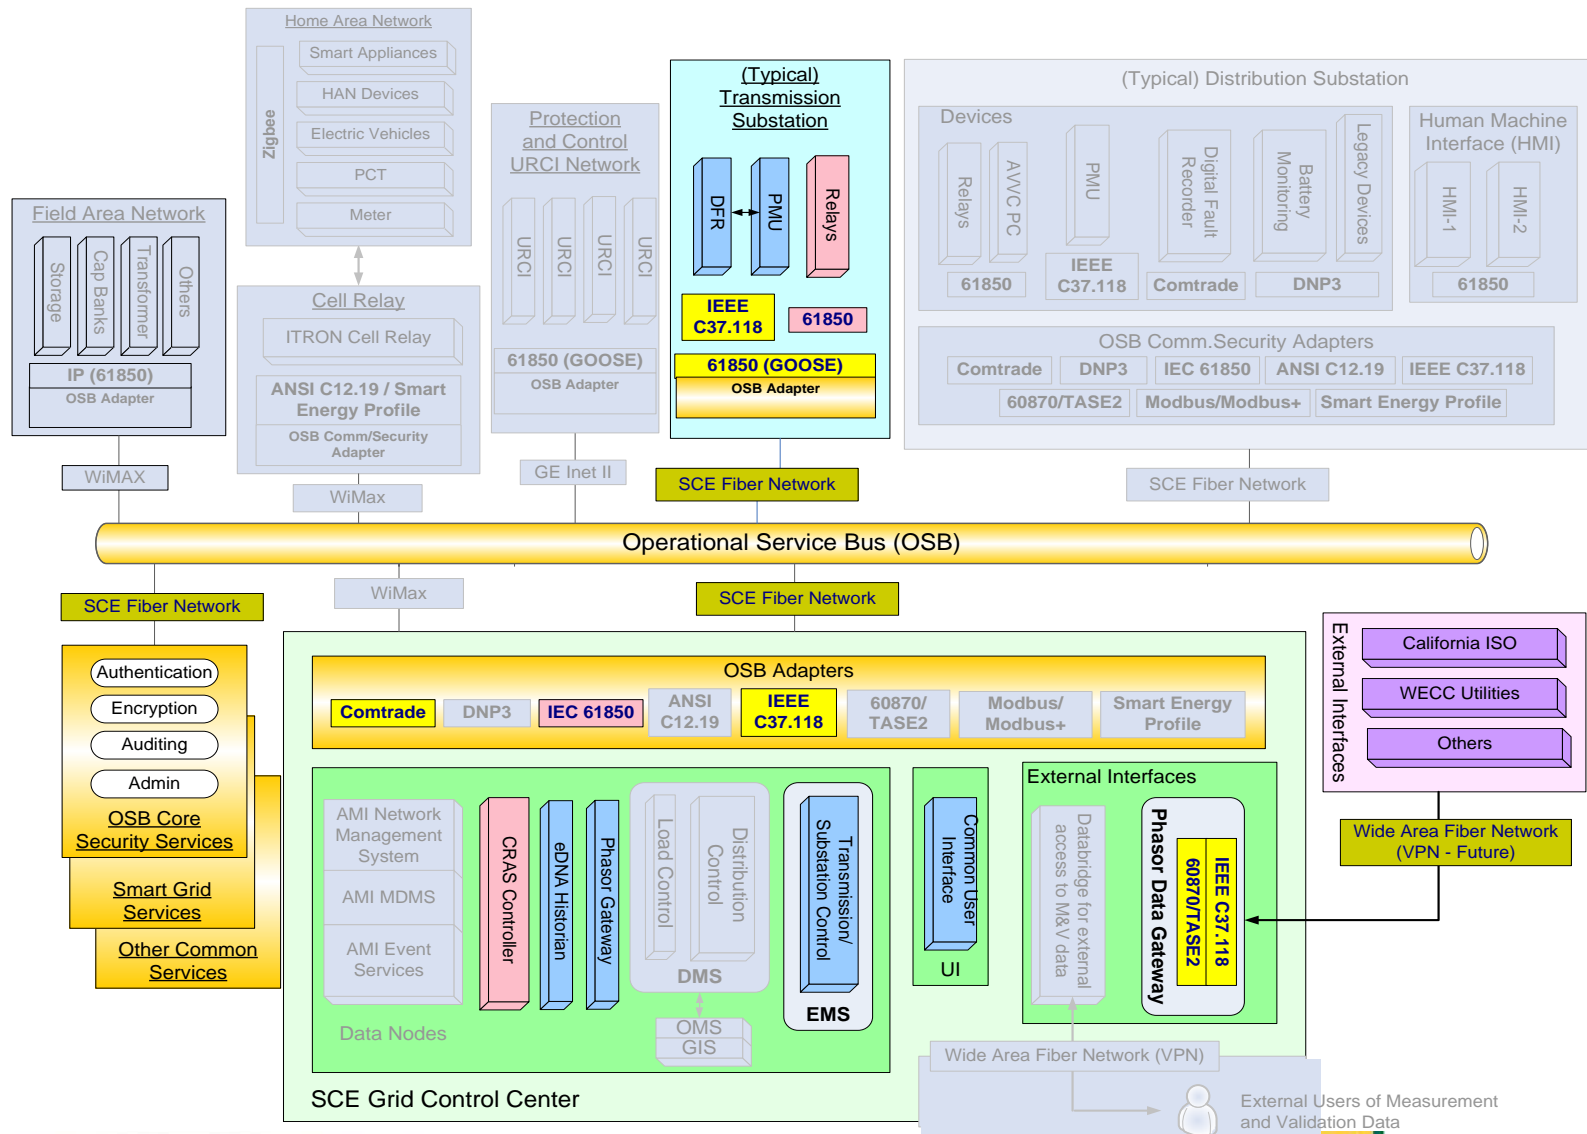 Home Area Network
Zigbee
Smart Appliances
HAN Devices
Electric Vehicles
PCT
Meter
Field Area Network
Storage
Cap Banks
Transformer
Others
IP (61850)
OSB Adapter
WiMAX
Cell Relay
ITRON Cell Relay
ANSI C12.19 / Smart
Energy Profile
OSB Comm/Security
Adapter
WiMax
Protection
and Control
URCI Network
URCI
URCI
URCI
URCI
61850 (GOOSE)
OSB Adapter
GE Inet II
(Typical)
Transmission
Substation
DFR
PMU
Relays
IEEE
C37.118
61850
61850 (GOOSE)
OSB Adapter
SCE Fiber Network
(Typical) Distribution Substation
Devices
Relays
AVVC PC
PMU
Digital Fault
Recorder
Battery
Monitoring
Legacy Devices
61850
IEEE
C37.118
Comtrade
DNP3
Human Machine
Interface (HMI)
HMI-1
HMI-2
61850
OSB Comm.Security Adapters
Comtrade
DNP3
IEC 61850
ANSI C12.19
IEEE C37.118
60870/TASE2
Modbus/Modbus+
Smart Energy Profile
SCE Fiber Network
Operational Service Bus (OSB)
SCE Fiber Network
WiMax
SCE Fiber Network
Authentication
Encryption
Auditing
Admin
OSB Core
Security Services
Smart Grid
Services
Other Common
Services
OSB Adapters
Comtrade
DNP3
IEC 61850
ANSI
C12.19
IEEE
C37.118
60870/
TASE2
Modbus/
Modbus+
Smart Energy
Profile
AMI Network
Management
System
AMI MDMS
AMI Event
Services
Data Nodes
CRAS Controller
eDNA Historian
Phasor Gateway
Load Control
Distribution
Control
DMS
OMS
GIS
Transmission/
Substation Control
EMS
Common User
Interface
UI
External Interfaces
Databridge for external
access to M&V data
Phasor Data Gateway
IEEE C37.118
60870/TASE2
SCE Grid Control Center
Wide Area Fiber Network (VPN)
External Users of Measurement
and Validation Data
External Interfaces
California ISO
WECC Utilities
Others
Wide Area Fiber Network
(VPN - Future)